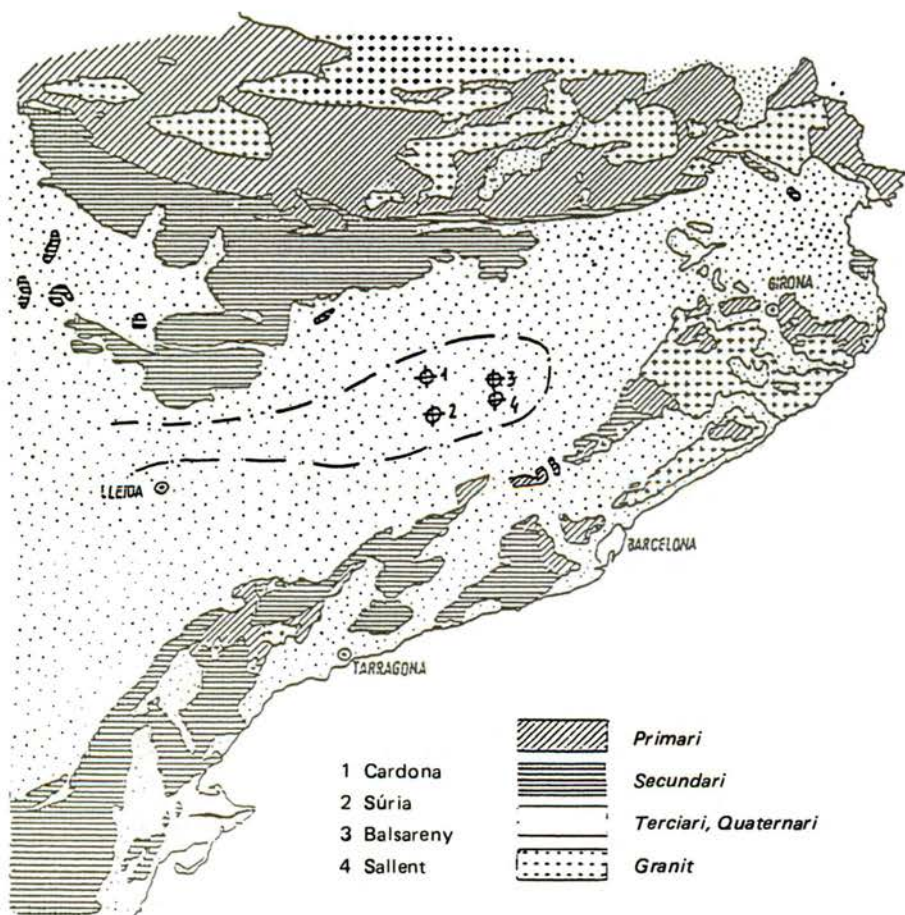 GIRONA
1
3
2
4
LLEIDA
BARCELONA
TARRAGONA
1 Cardona
2 Súria
3 Balsareny
4 Sallent
Primari
Secundari
Terciari, Quaternari
Granit